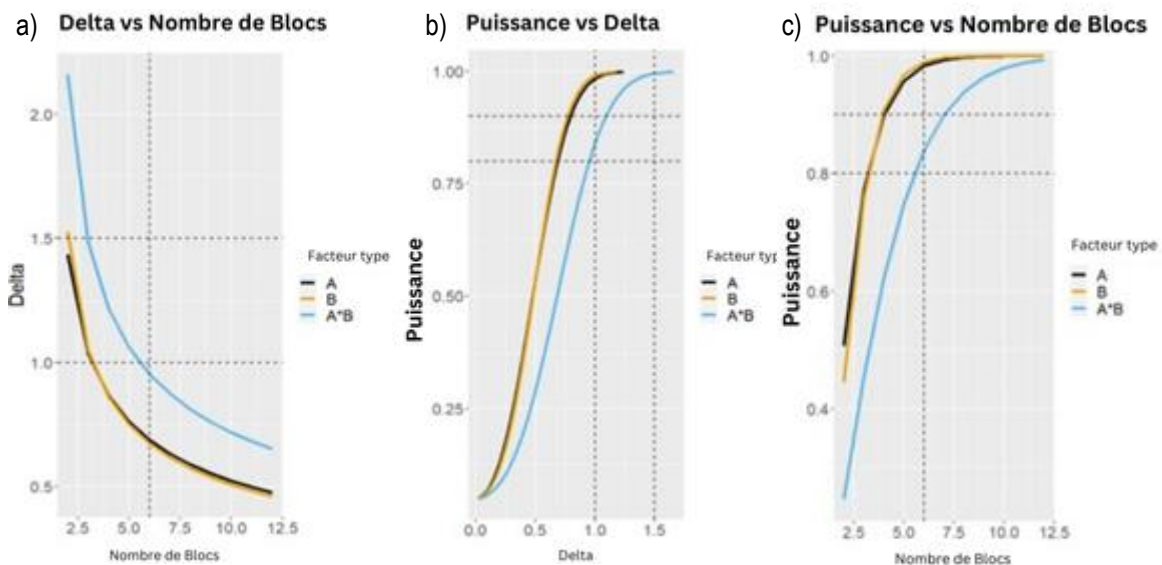 a) Delta vs Nombre de Blocs
2.0
1.5
1.0
0.5
Delta
2.5 5.0 7.5 10.0 12.5
Nombre de Blocs
Facteur type
A
B
A*B
b) Puissance vs Delta
1.00
0.75
0.50
0.25
Puissance
0.0 0.5 1.0 1.5
Delta
Facteur typ
A
B
A*B
c) Puissance vs Nombre de Blocs
1.0
0.8
0.6
0.4
Puissance
2.5 5.0 7.5 10.0 12.5
Nombre de Blocs
Facteur type
A
B
A*B